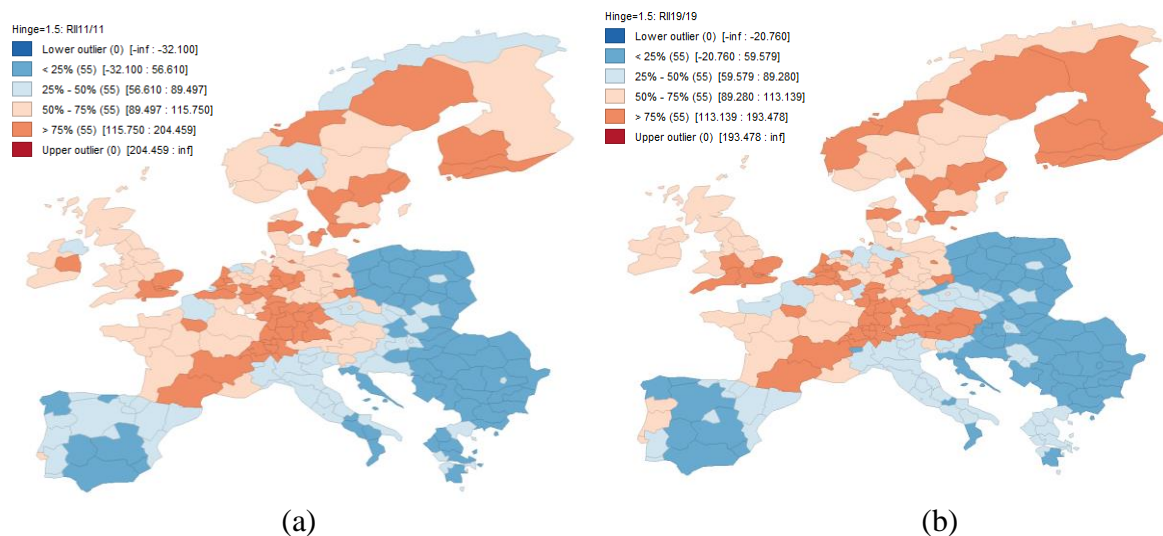 Hinge=1.5: RII11/11
Lower outlier (0) [-inf : -32.100]
< 25% (55) [-32.100 : 56.610]
25% - 50% (55) [56.610 : 89.497]
50% - 75% (55) [89.497 : 115.750]
> 75% (55) [115.750 : 204.459]
Upper outlier (0) [204.459 : inf]
(a)
Hinge=1.5: RII19/19
Lower outlier (0) [-inf : -20.760]
< 25% (55) [-20.760 : 59.579]
25% - 50% (55) [59.579 : 89.280]
50% - 75% (55) [89.280 : 113.139]
> 75% (55) [113.139 : 193.478]
Upper outlier (0) [193.478 : inf]
(b)